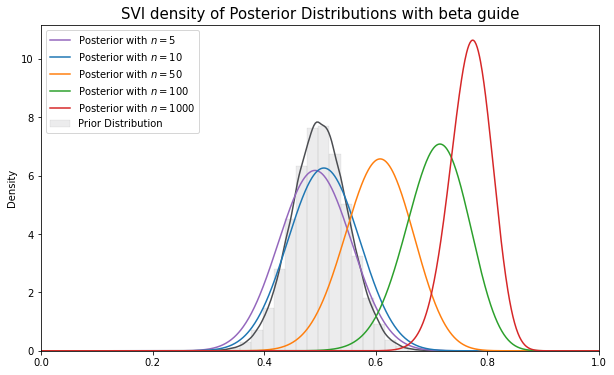 SVI density of Posterior Distributions with beta guide
Posterior with n = 5
Posterior with n = 10
Posterior with n = 50
Posterior with n = 100
Posterior with n = 1000
Prior Distribution
Density
10
8
6
4
2
0
0.0 0.2 0.4 0.6 0.8 1.0